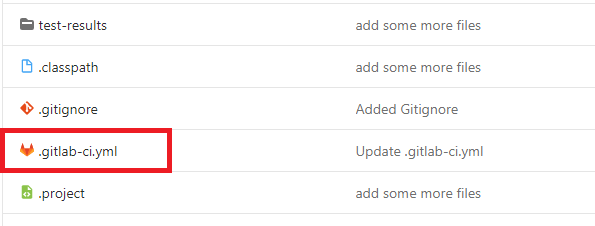 test-results add some more files
.classpath add some more files
.gitignore Added Gitignore
.gitlab-ci.yml Update .gitlab-ci.yml
.project add some more files